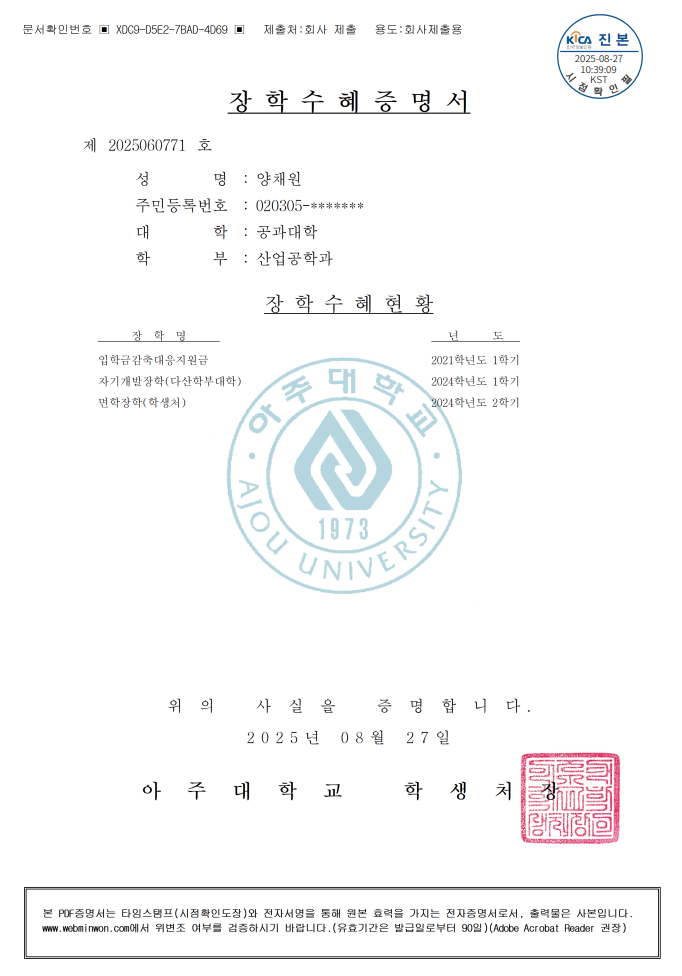 문서확인번호 ▣ XDC9-D5E2-7BAD-4D69 ▣ 제출처:회사 제출 용도:회사제출용
KICA 진본
한국정보인증
2025-08-27
10:39:09
KST
시점확인필
장학수혜증명서
제 2025060771 호
성 명 : 양채원
주민등록번호 : 020305-*******
대 학 : 공과대학
학 부 : 산업공학과
장학수혜현황
장 학 명 년 도
입학금감축대응지원금 2021학년도 1학기
자기개발장학(다산학부대학) 2024학년도 1학기
면학장학(학생처) 2024학년도 2학기
아주대학교
1973
AJOU UNIVERSITY
위의 사실을 증명합니다.
2025년 08월 27일
아주대학교 학생처장
본 PDF증명서는 타임스탬프(시점확인도장)와 전자서명을 통해 원본 효력을 가지는 전자증명서로서, 출력물은 사본입니다.
www.webminwon.com에서 위변조 여부를 검증하시기 바랍니다.(유효기간은 발급일로부터 90일)(Adobe Acrobat Reader 권장)